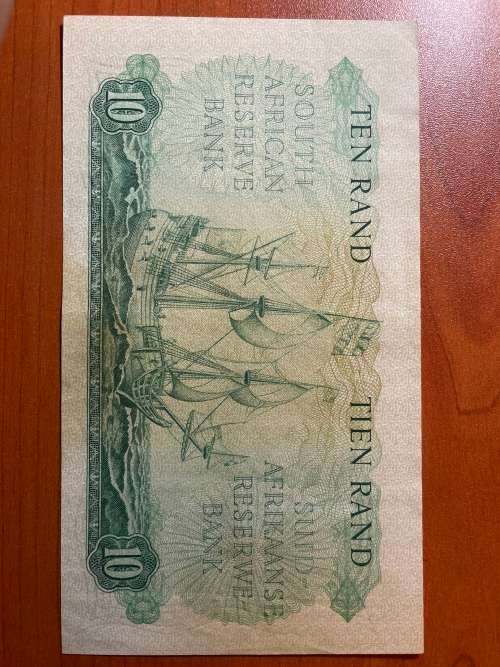 TEN RAND
TIEN RAND
SOUTH
AFRICAN
RESERVE
BANK
SUID-
AFRIKAANSE
RESERWE-
BANK
10
10